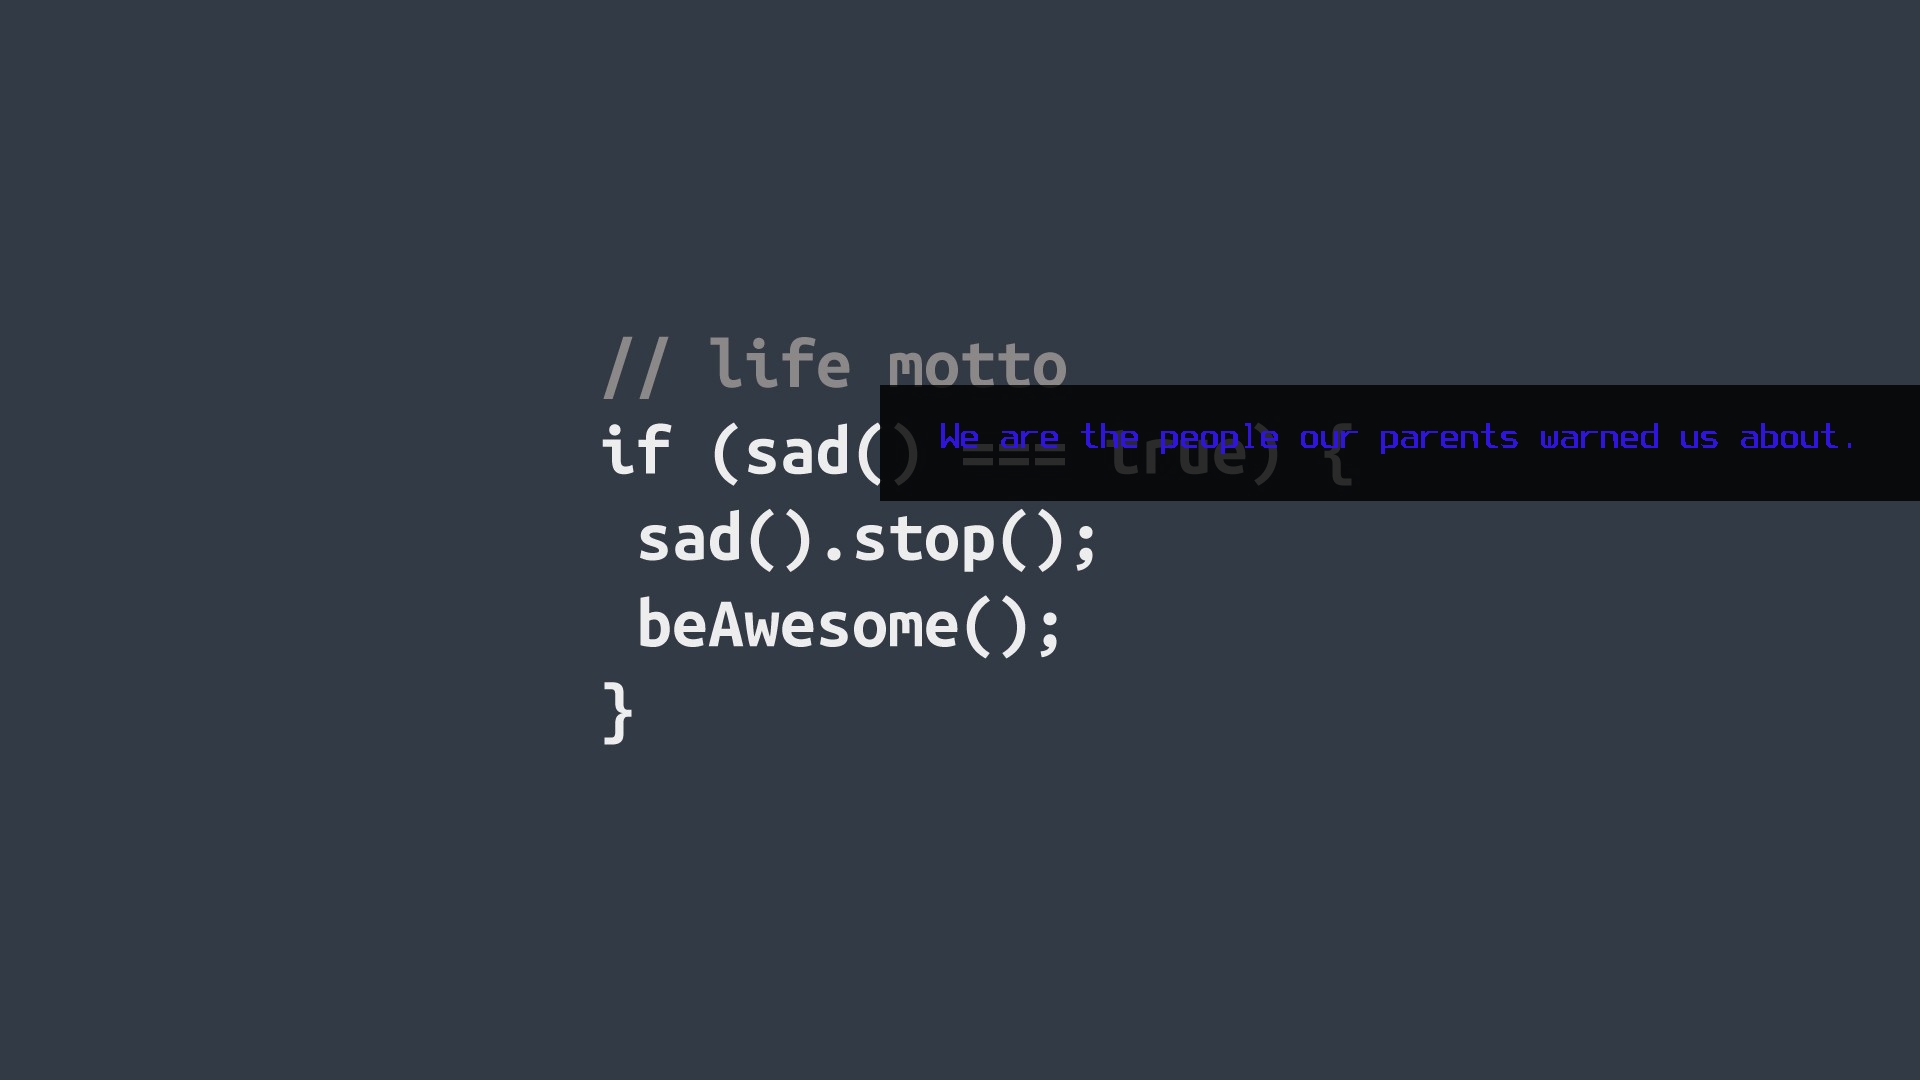 // life motto
if (sad() === true) {
We are the people our parents warned us about.
sad().stop();
beAwesome();
}